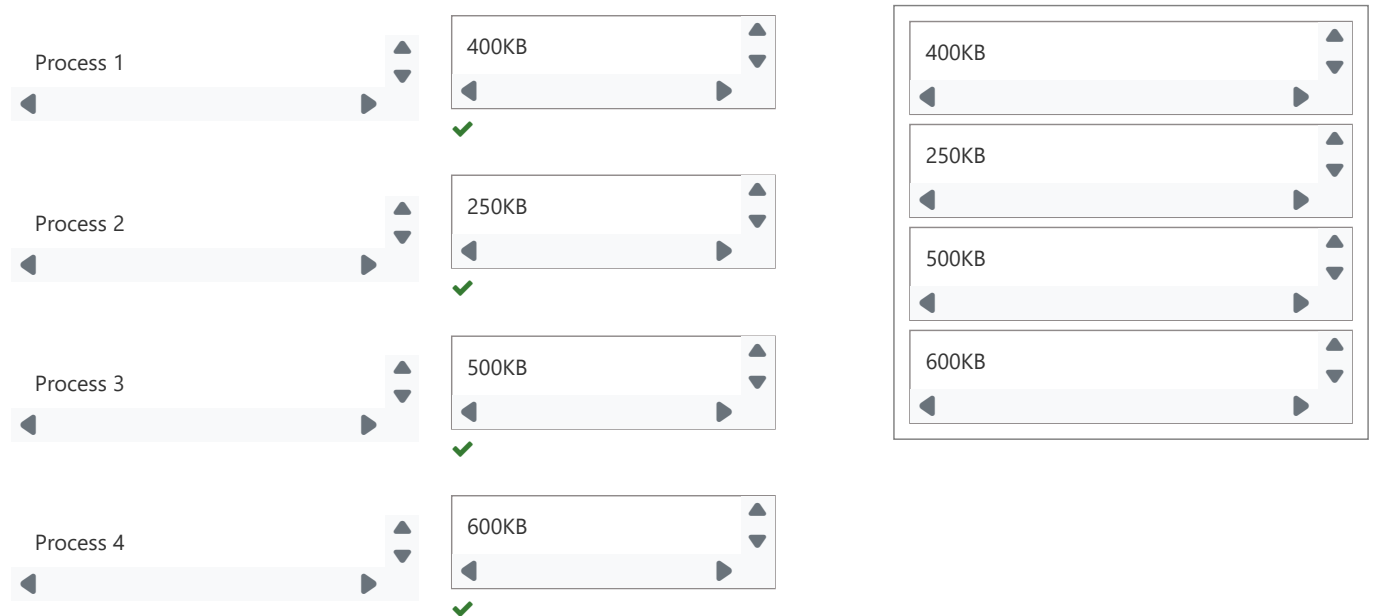 Process 1
400KB
Process 2
250KB
Process 3
500KB
Process 4
600KB
400KB
250KB
500KB
600KB